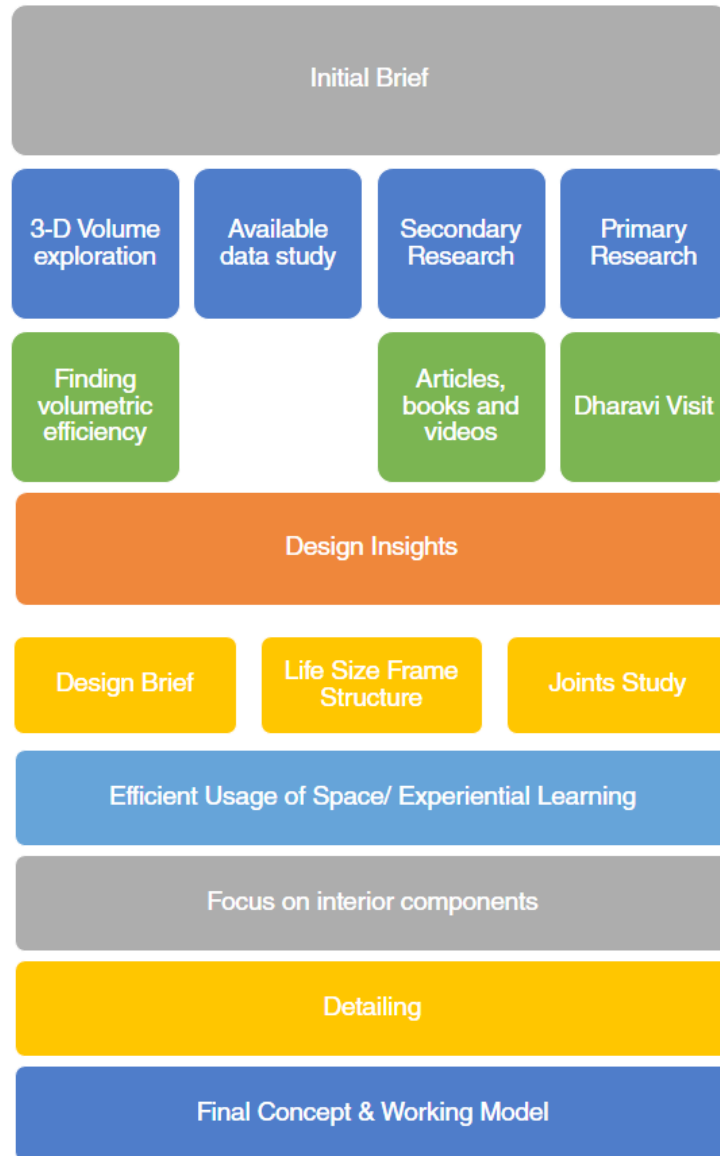 Initial Brief
3-D Volume
exploration
Available
data study
Secondary
Research
Primary
Research
Finding
volumetric
efficiency
Articles,
books and
videos
Dharavi Visit
Design Insights
Design Brief
Life Size Frame
Structure
Joints Study
Efficient Usage of Space/ Experiential Learning
Focus on interior components
Detailing
Final Concept & Working Model